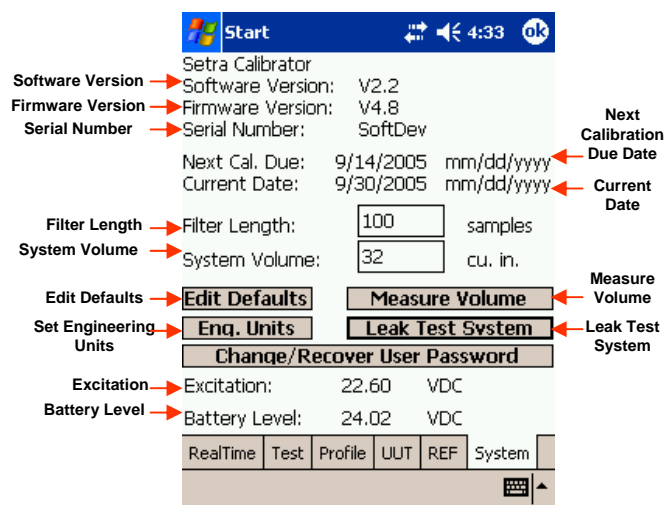 Start 4:33 ok
Setra Calibrator
Software Version Software Version: V2.2
Firmware Version Firmware Version: V4.8
Serial Number Serial Number: SoftDev
Next
Calibration
Due Date
Next Cal. Due: 9/14/2005 mm/dd/yyyy
Current Date: 9/30/2005 mm/dd/yyyy
Current
Date
Filter Length Filter Length: 100 samples
System Volume System Volume: 32 cu. in.
Edit Defaults Edit Defaults Measure Volume
Measure
Volume
Set Engineering
Units
Eng. Units Leak Test System
Leak Test
System
Change/Recover User Password
Excitation Excitation: 22.60 VDC
Battery Level Battery Level: 24.02 VDC
RealTime Test Profile UUT REF System